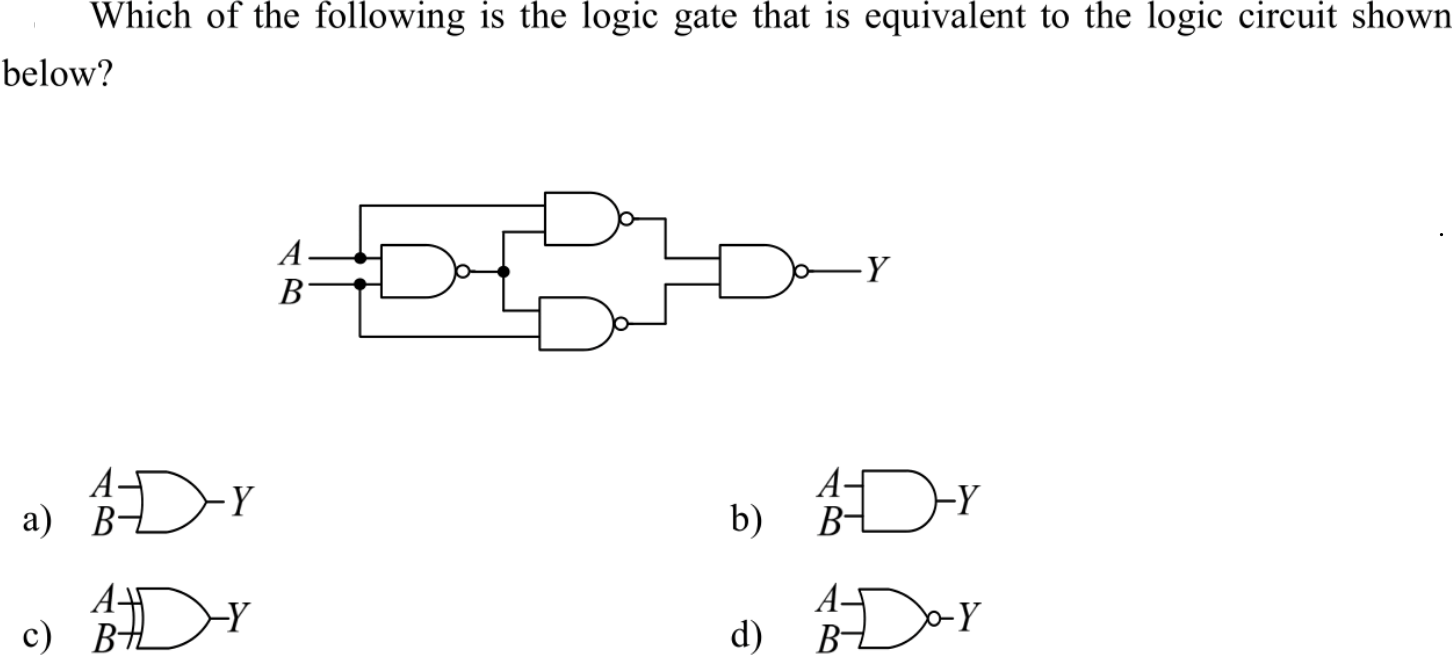 Which of the following is the logic gate that is equivalent to the logic circuit shown
below?
A
B
Y
a) A B Y
b) A B Y
c) A B Y
d) A B Y